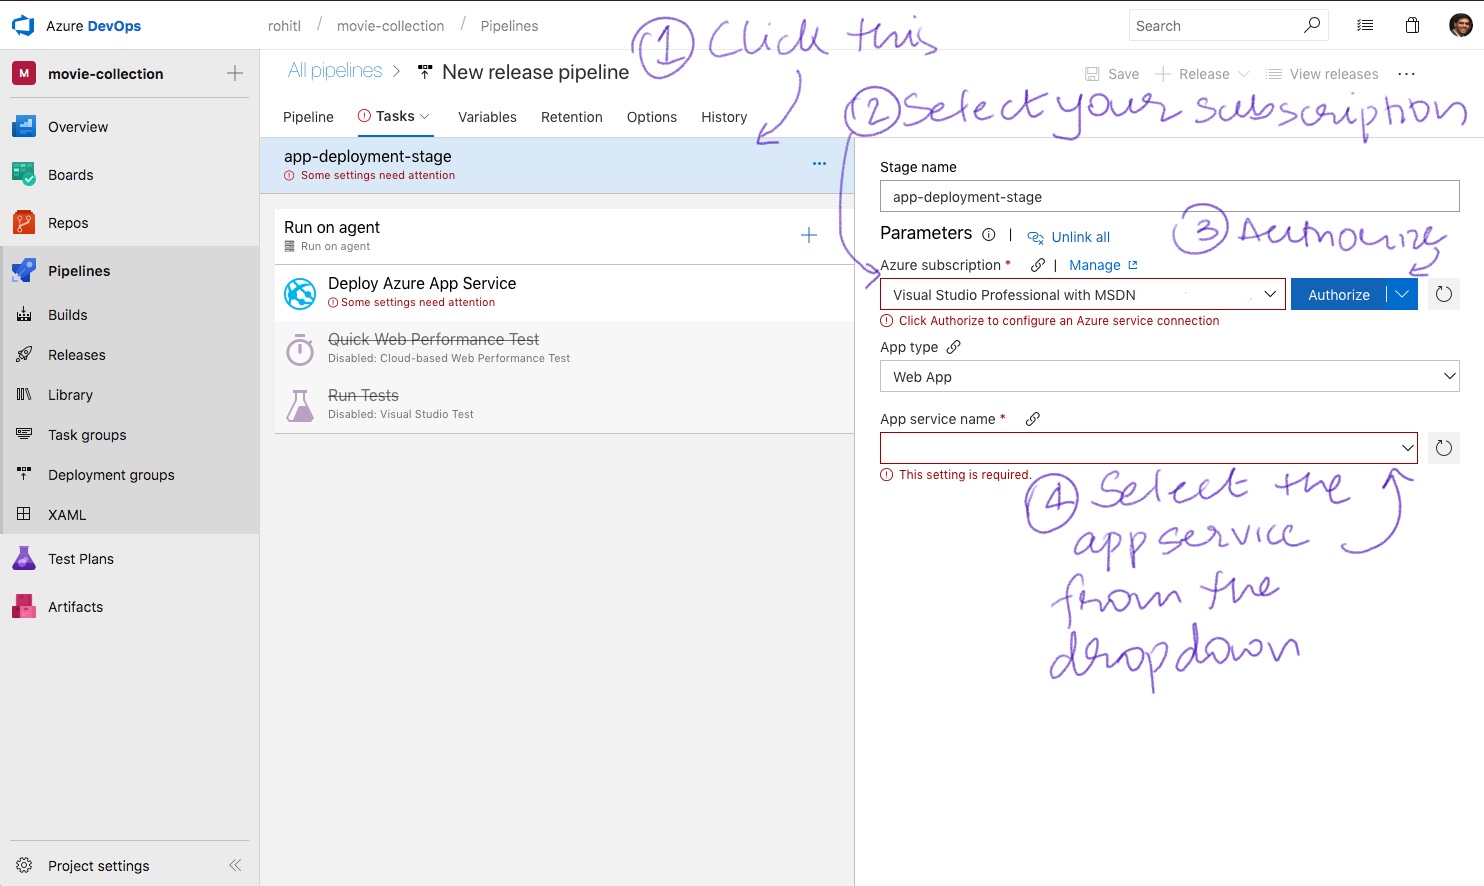 Azure DevOps
rohitl / movie-collection / Pipelines
Search
① Click this
M movie-collection
All pipelines > New release pipeline
Save Release View releases ...
② Select your subscription
Pipeline Tasks Variables Retention Options History
Overview
Boards
Repos
Pipelines
Builds
Releases
Library
Task groups
Deployment groups
XAML
Test Plans
Artifacts
Project settings
app-deployment-stage
Some settings need attention
Run on agent
Run on agent
Deploy Azure App Service
Some settings need attention
Quick Web Performance Test
Disabled: Cloud-based Web Performance Test
Run Tests
Disabled: Visual Studio Test
Stage name
app-deployment-stage
Parameters | Unlink all
③ Authorize
Azure subscription * | Manage
Visual Studio Professional with MSDN
Authorize
Click Authorize to configure an Azure service connection
App type
Web App
App service name *
This setting is required.
④ Select the
app service
from the
dropdown